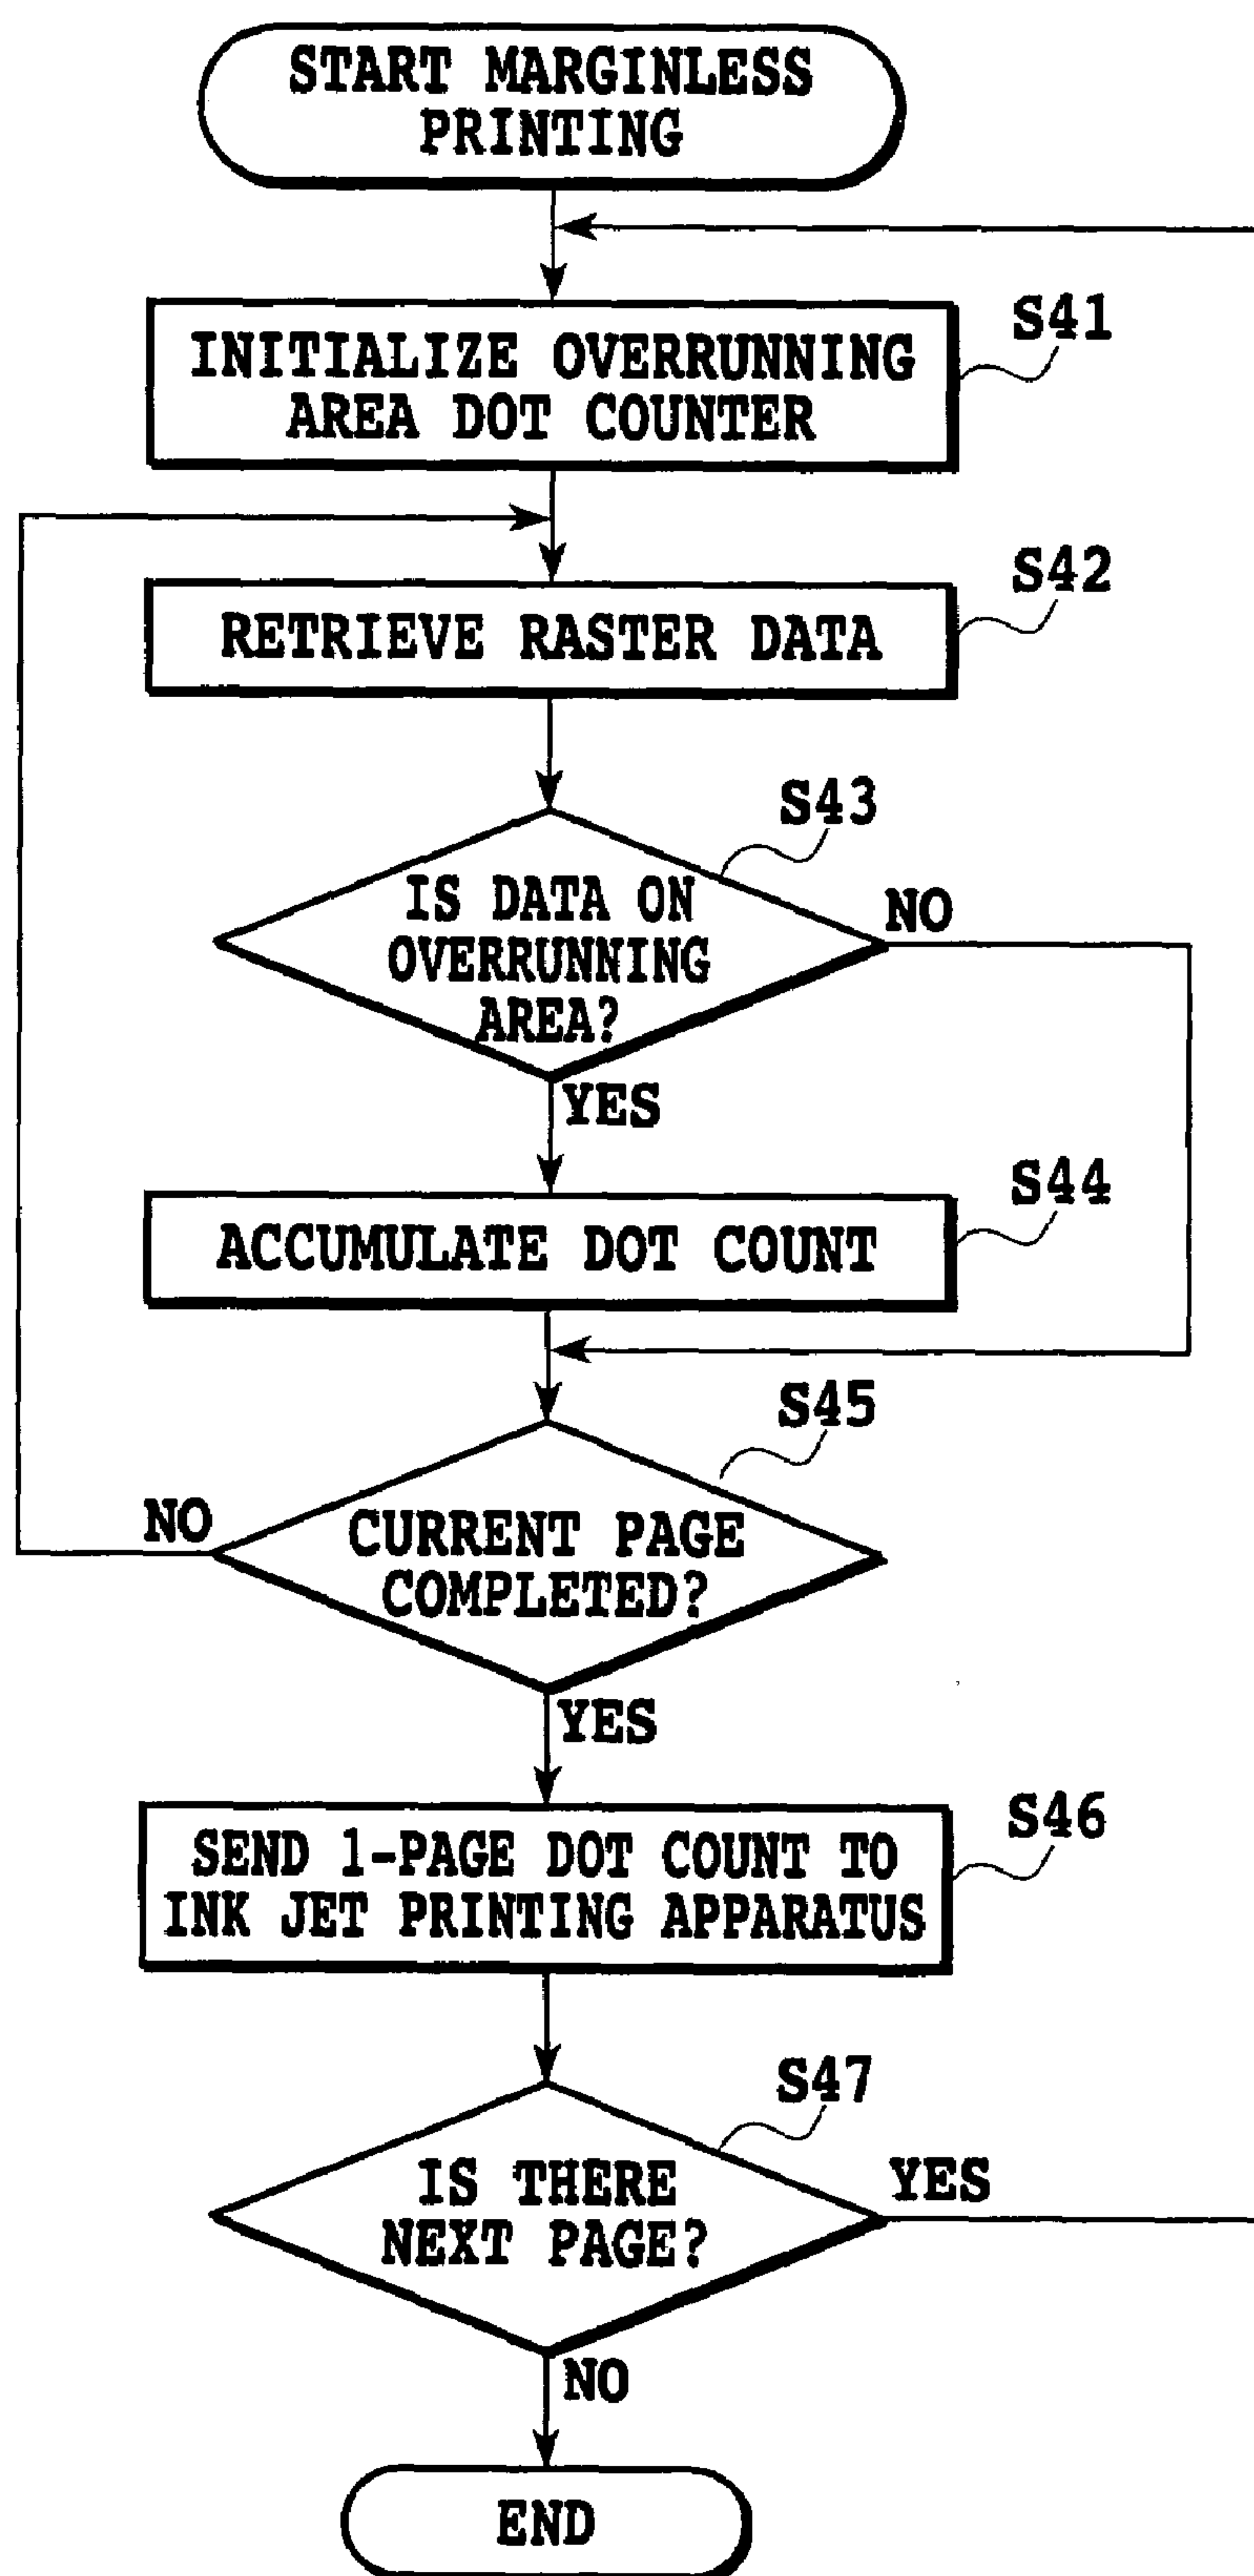 START MARGINLESS
PRINTING
S41
INITIALIZE OVERRUNNING
AREA DOT COUNTER
S42
RETRIEVE RASTER DATA
S43
IS DATA ON
OVERRUNNING
AREA?
NO
YES
S44
ACCUMULATE DOT COUNT
S45
CURRENT PAGE
COMPLETED?
NO
YES
S46
SEND 1-PAGE DOT COUNT TO
INK JET PRINTING APPARATUS
S47
IS THERE
NEXT PAGE?
YES
NO
END